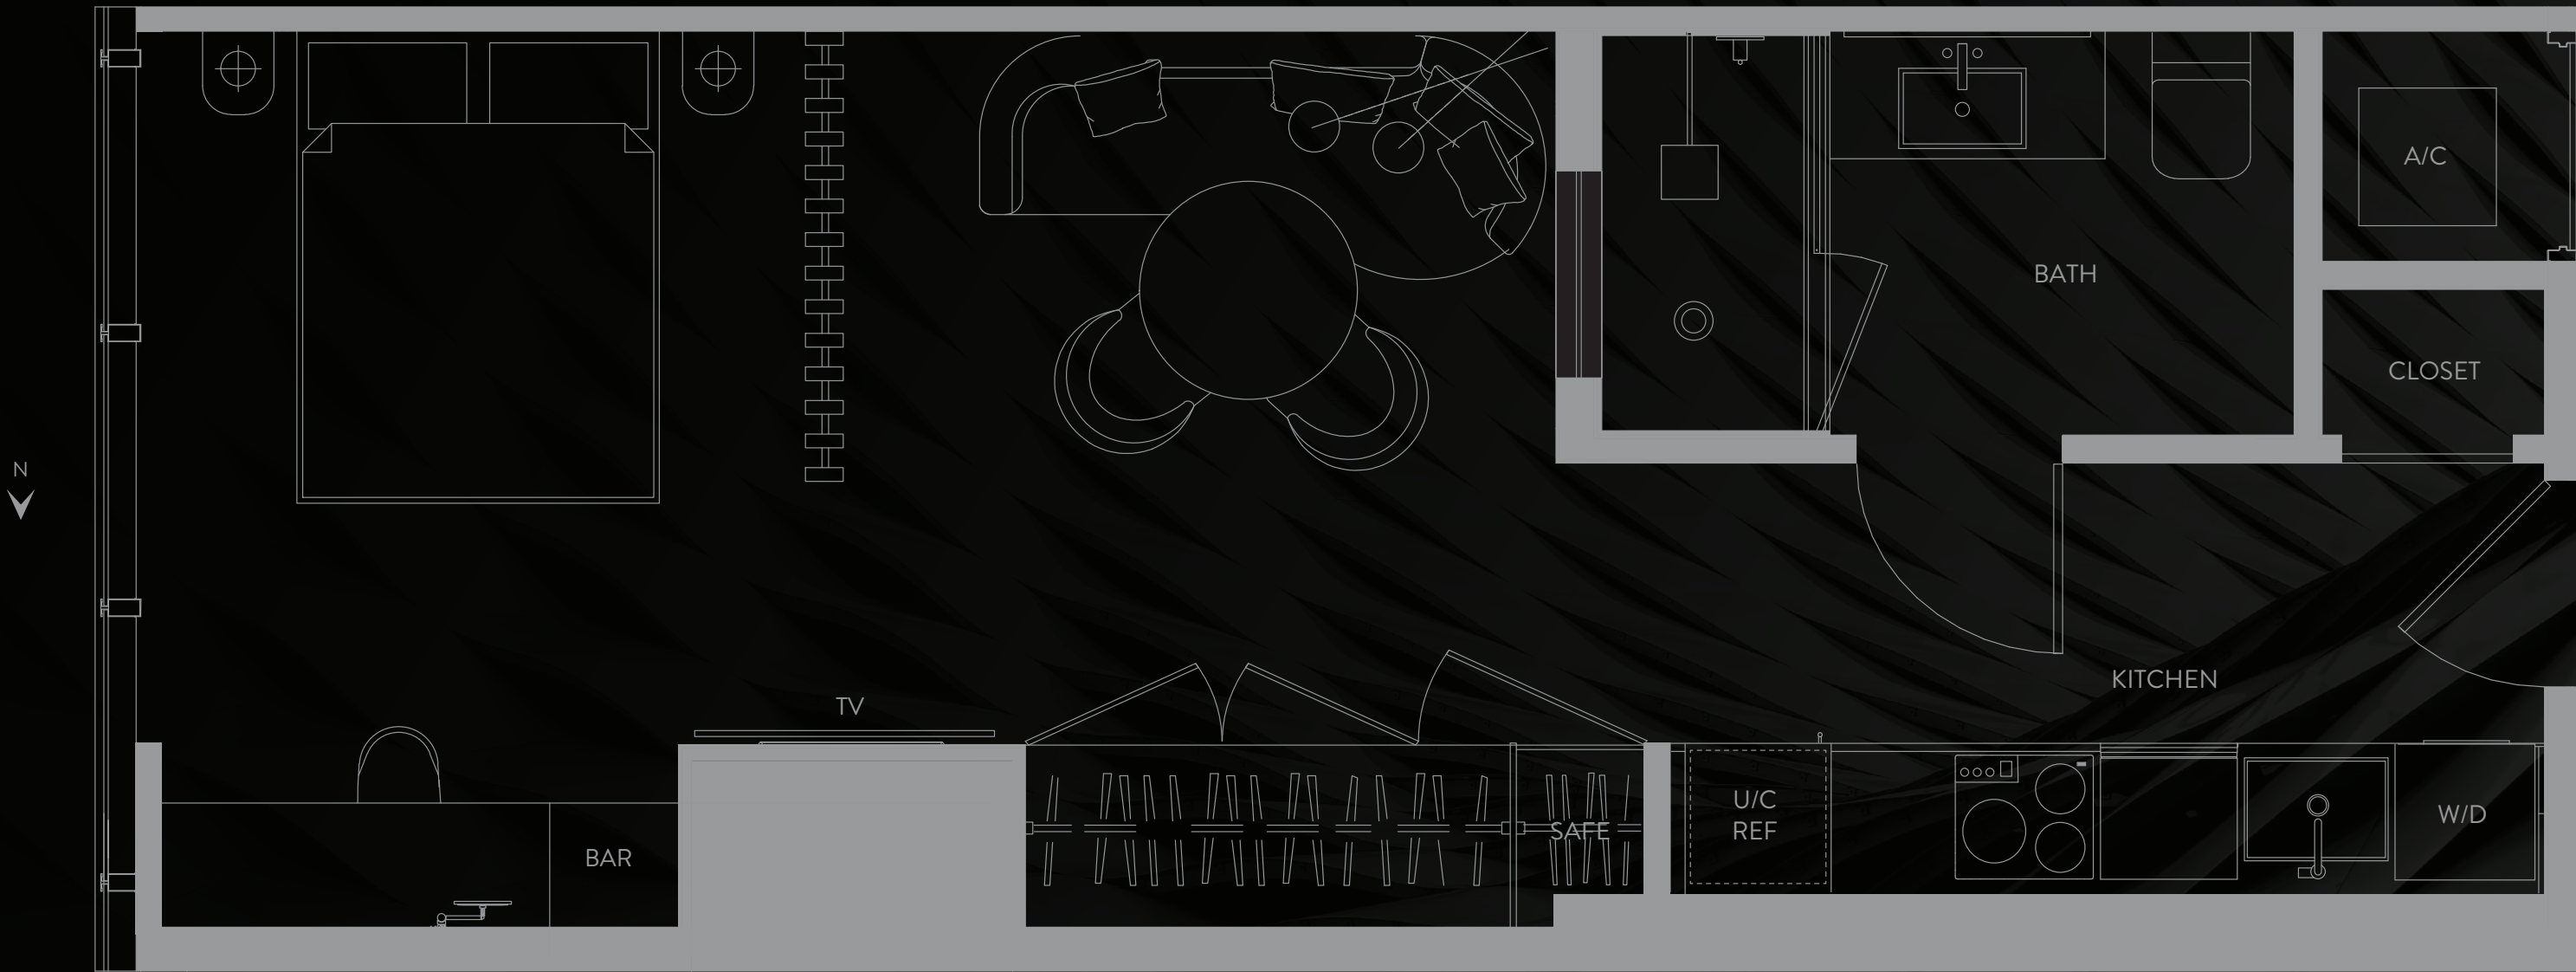 A/C
BATH
CLOSET
N
KITCHEN
TV
U/C
REF
SAFE
W/D
BAR